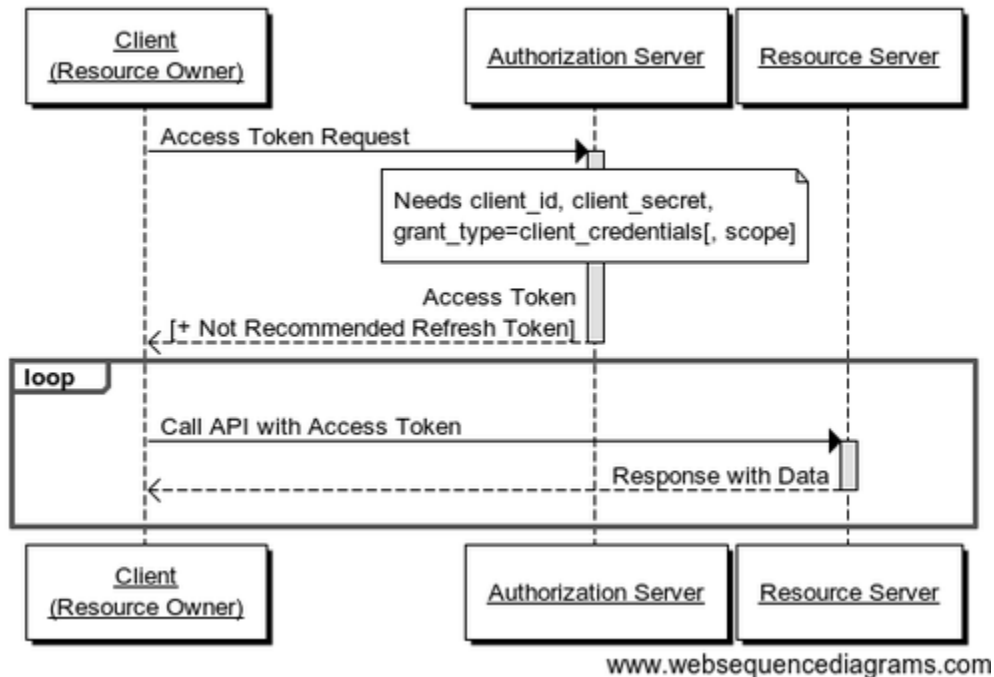 Client
(Resource Owner)
Authorization Server
Resource Server
Access Token Request
Needs client_id, client_secret,
grant_type=client_credentials[, scope]
Access Token
[+ Not Recommended Refresh Token]
loop
Call API with Access Token
Response with Data
Client
(Resource Owner)
Authorization Server
Resource Server
www.websequencediagrams.com